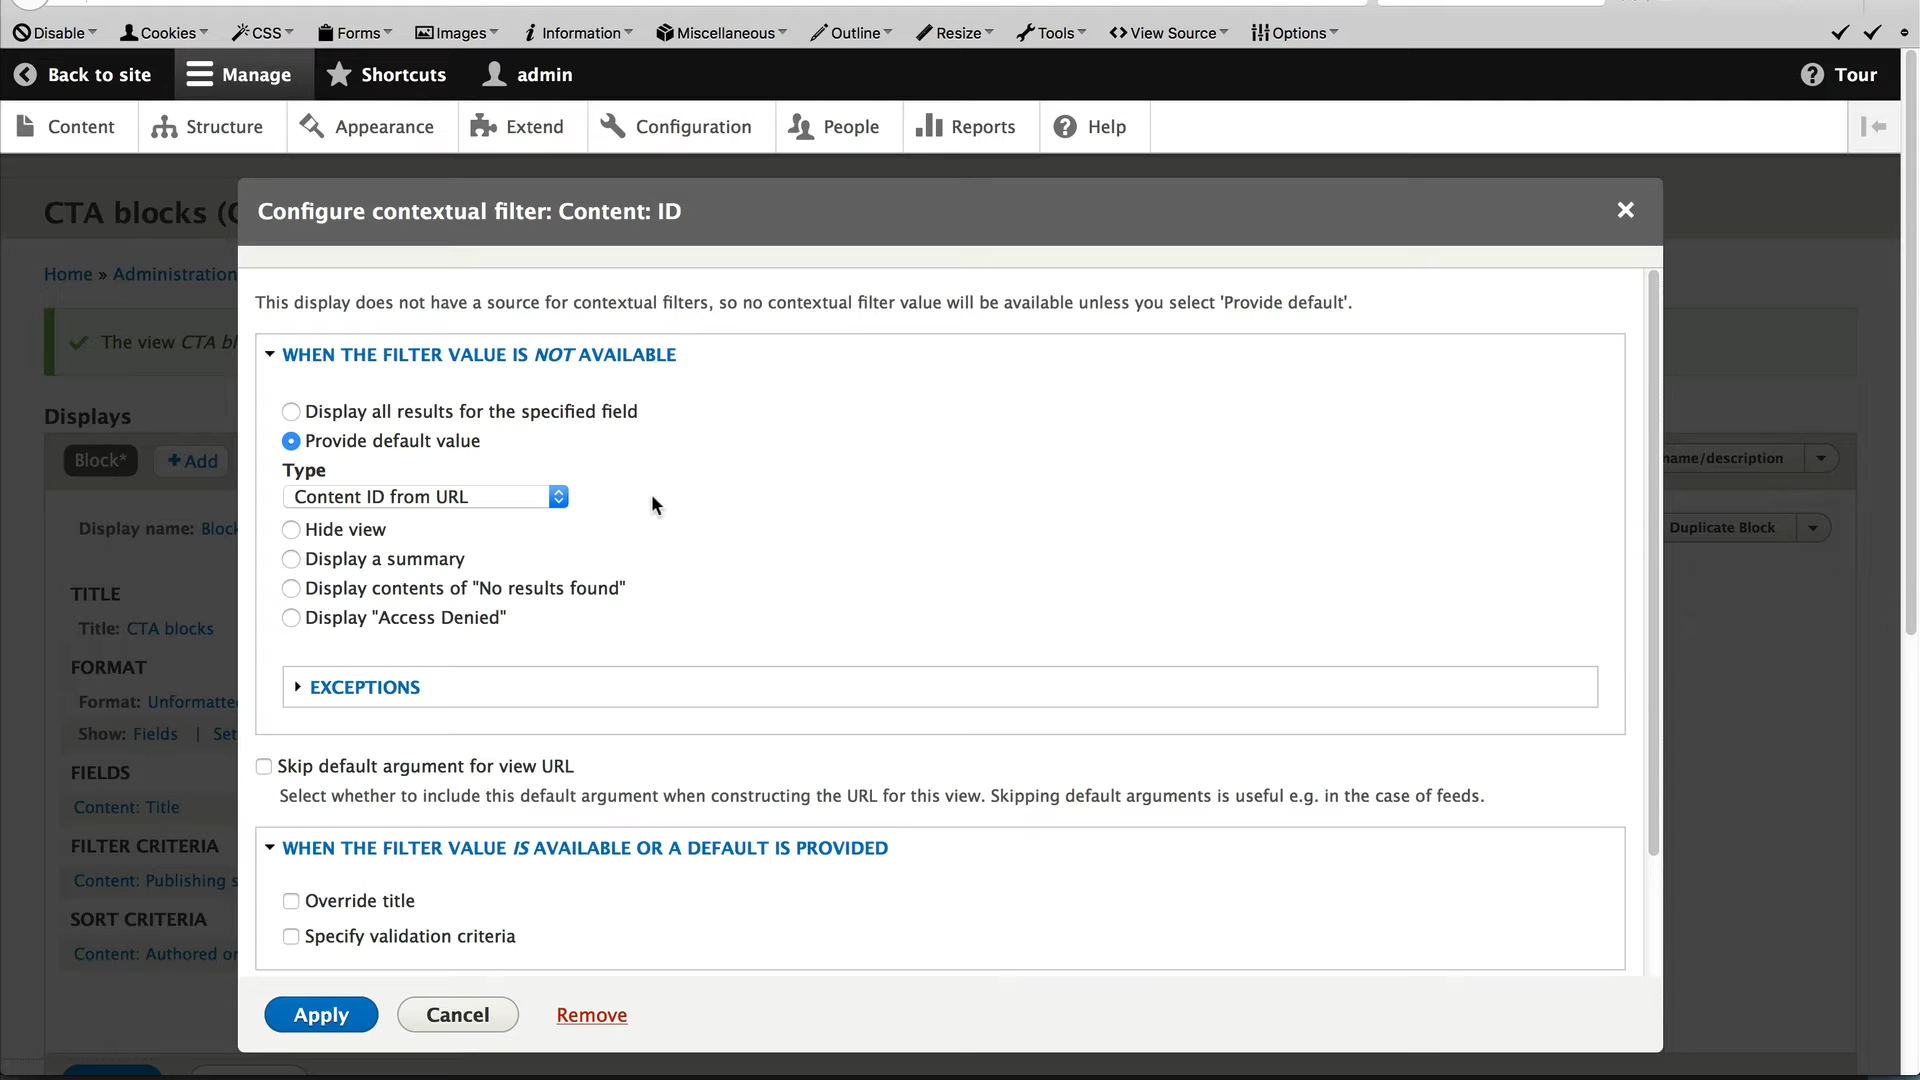 Disable Cookies CSS Forms Images Information Miscellaneous Outline Resize Tools View Source Options
Back to site Manage Shortcuts admin Tour
Content Structure Appearance Extend Configuration People Reports Help
CTA blocks (
Configure contextual filter: Content: ID
Home » Administration
This display does not have a source for contextual filters, so no contextual filter value will be available unless you select 'Provide default'.
The view CTA bl
WHEN THE FILTER VALUE IS NOT AVAILABLE
Displays
Display all results for the specified field
Provide default value
Block* + Add
name/description
Type
Content ID from URL
Display name: Block
Hide view
Duplicate Block
Display a summary
Display contents of "No results found"
TITLE
Display "Access Denied"
Title: CTA blocks
FORMAT
EXCEPTIONS
Format: Unformatted
Show: Fields | Set
FIELDS
Skip default argument for view URL
Select whether to include this default argument when constructing the URL for this view. Skipping default arguments is useful e.g. in the case of feeds.
Content: Title
FILTER CRITERIA
WHEN THE FILTER VALUE IS AVAILABLE OR A DEFAULT IS PROVIDED
Content: Publishing s
Override title
SORT CRITERIA
Specify validation criteria
Content: Authored on
Apply Cancel Remove